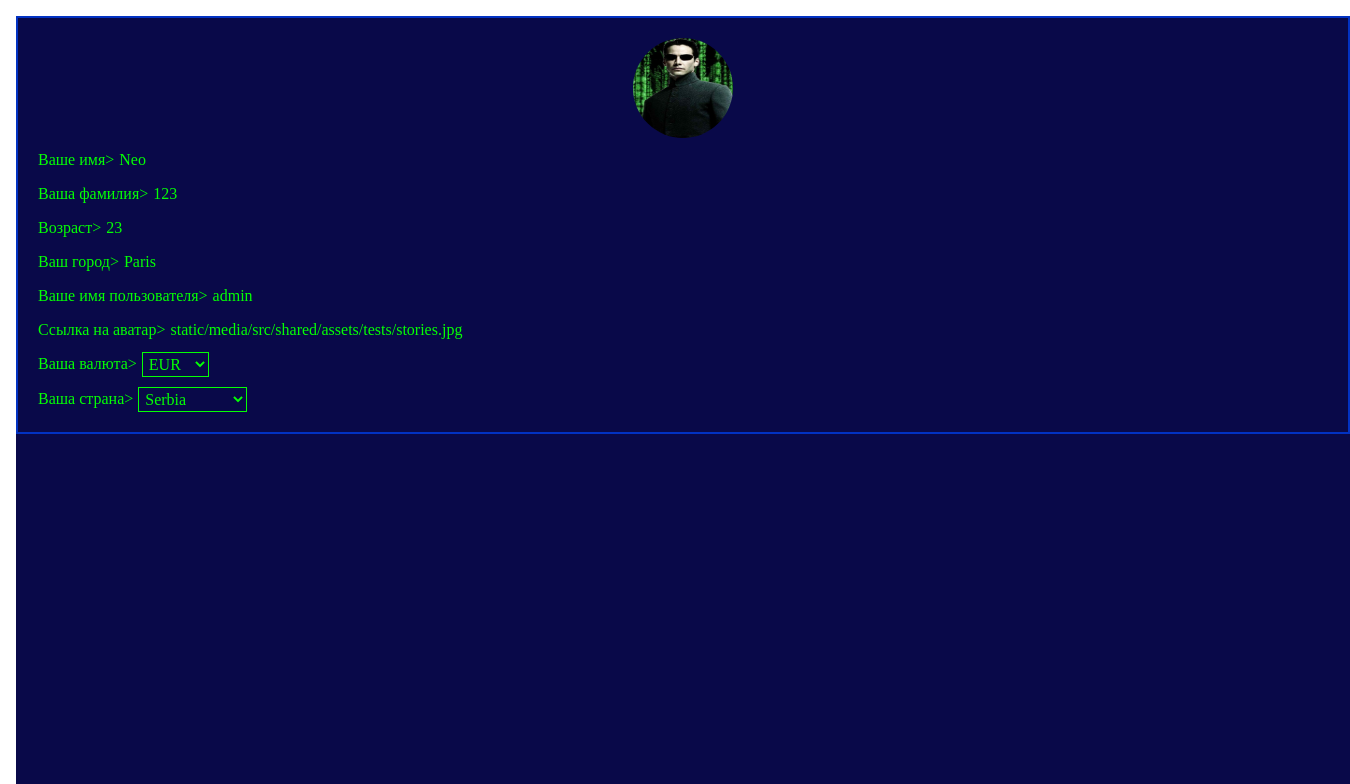 Ваше имя> Neo
Ваша фамилия> 123
Возраст> 23
Ваш город> Paris
Ваше имя пользователя> admin
Ссылка на аватар> static/media/src/shared/assets/tests/stories.jpg
Ваша валюта> EUR
Ваша страна> Serbia